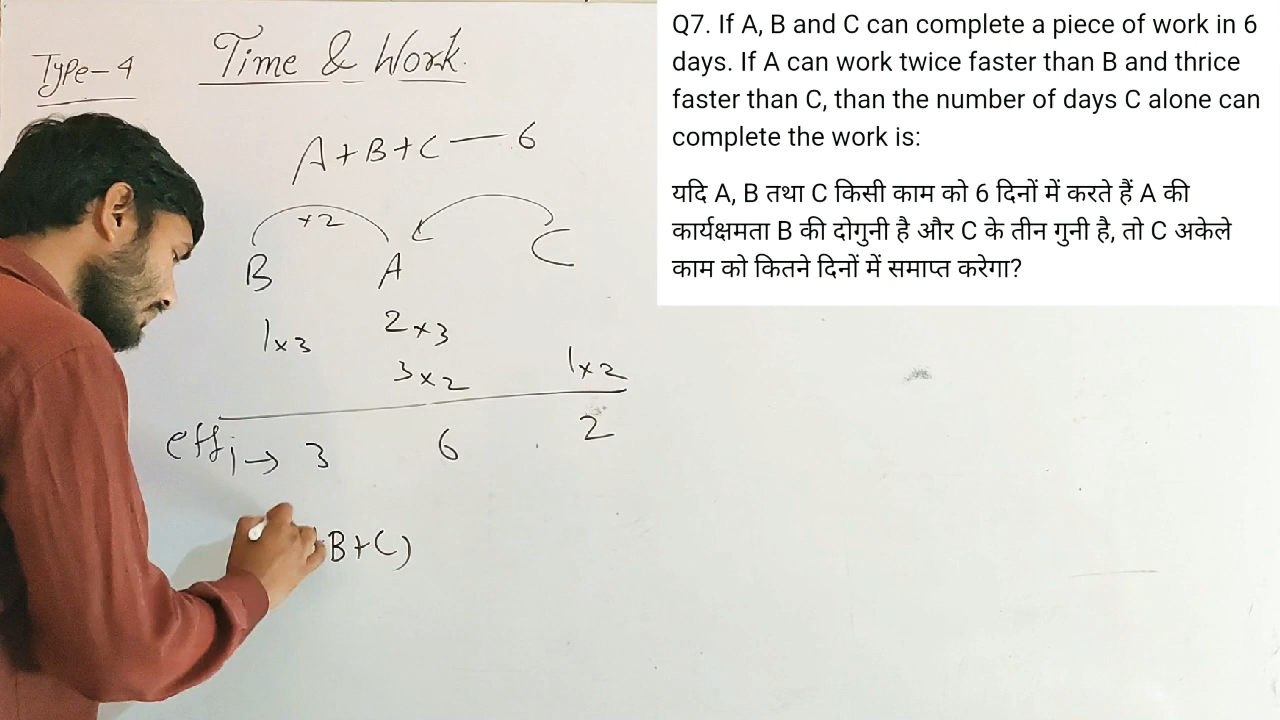 Type-4
Time & Work
A+B+C — 6
×2
B A C
1×3 2×3
3×2 1×2
eff, → 3 6 2
B+C)
Q7. If A, B and C can complete a piece of work in 6
days. If A can work twice faster than B and thrice
faster than C, than the number of days C alone can
complete the work is:
यदि A, B तथा C किसी काम को 6 दिनों में करते हैं A की
कार्यक्षमता B की दोगुनी है और C के तीन गुनी है, तो C अकेले
काम को कितने दिनों में समाप्त करेगा?